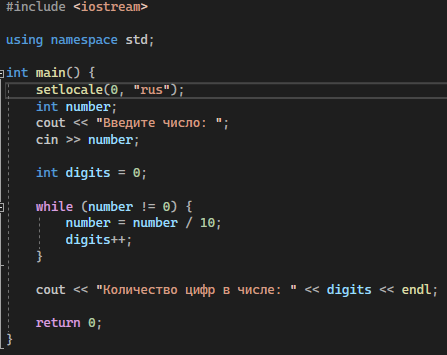 #include <iostream>
using namespace std;
int main() {
setlocale(0, "rus");
int number;
cout << "Введите число: ";
cin >> number;
int digits = 0;
while (number != 0) {
number = number / 10;
digits++;
}
cout << "Количество цифр в числе: " << digits << endl;
return 0;
}